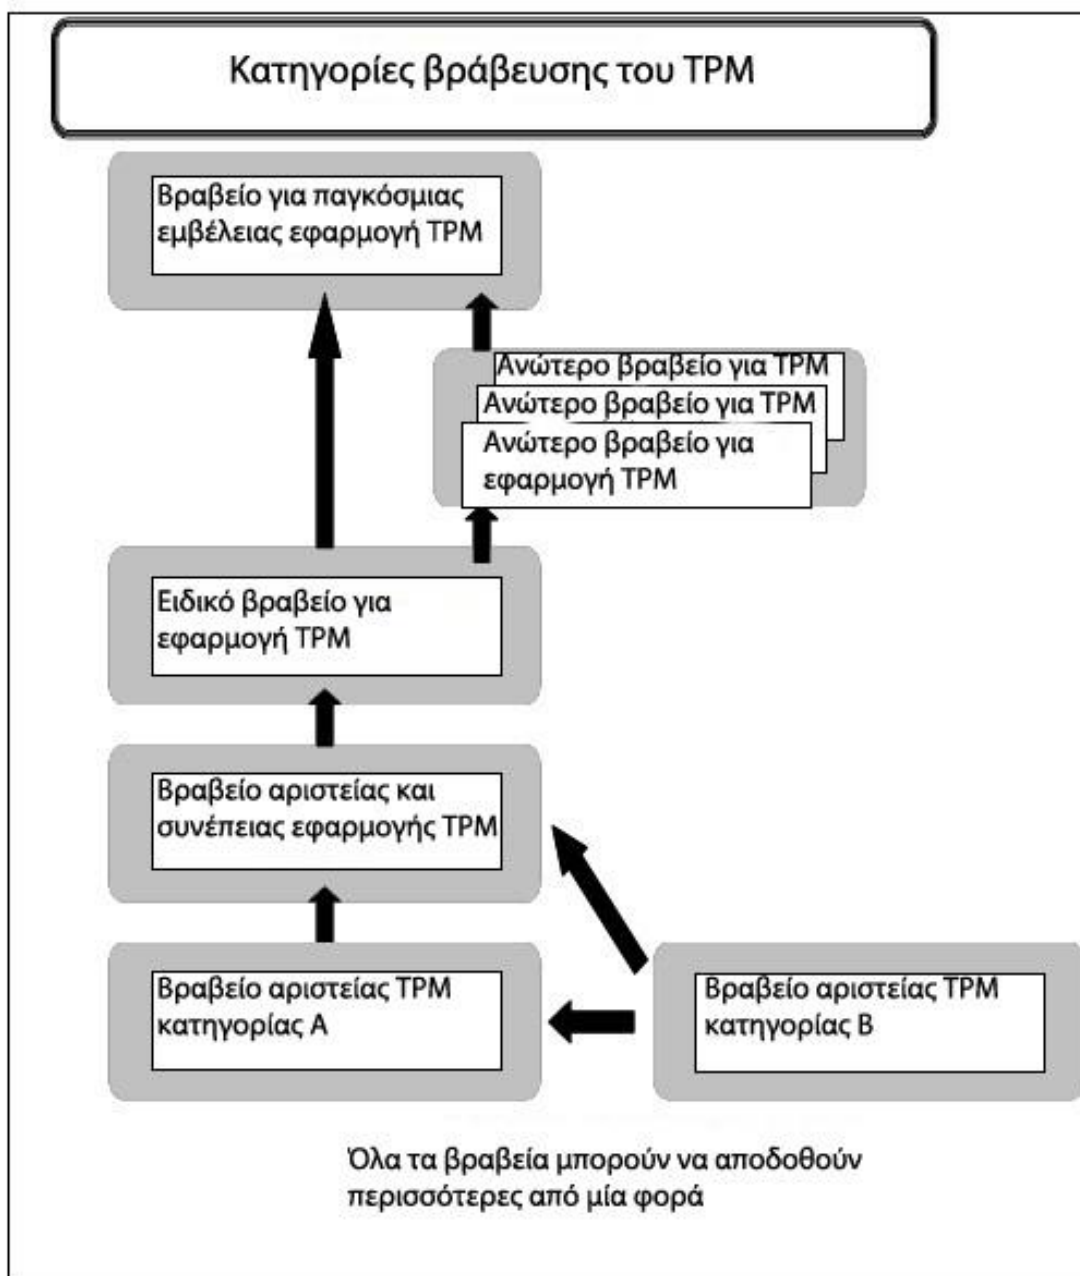 Κατηγορίες βράβευσης του TPM
Βραβείο για παγκόσμιας
εμβέλειας εφαρμογή TPM
Ανώτερο βραβείο για TPM
Ανώτερο βραβείο για TPM
Ανώτερο βραβείο για
εφαρμογή TPM
Ειδικό βραβείο για
εφαρμογή TPM
Βραβείο αριστείας και
συνέπειας εφαρμογής TPM
Βραβείο αριστείας TPM
κατηγορίας Α
Βραβείο αριστείας TPM
κατηγορίας Β
Όλα τα βραβεία μπορούν να αποδοθούν
περισσότερες από μία φορά